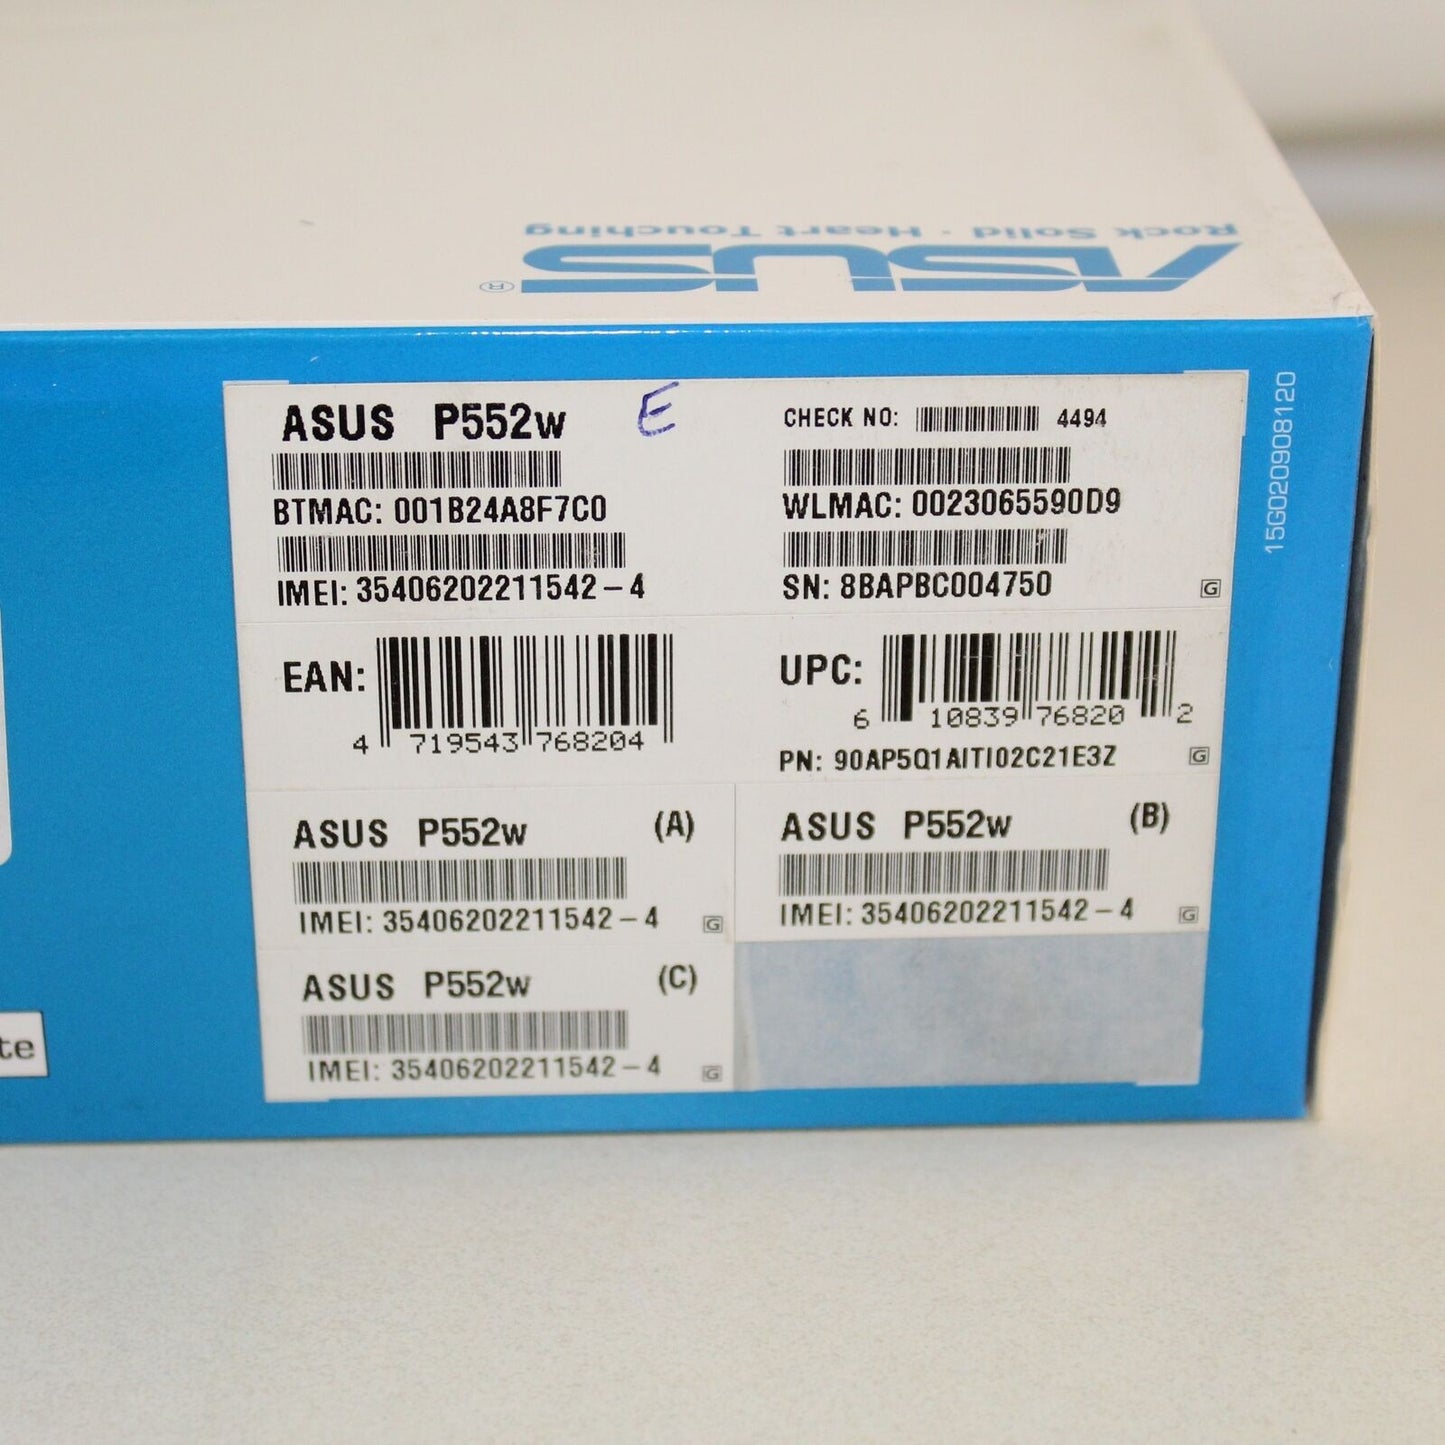 Rock Solid · Heart Touching
ASUS®
ASUS P552w E
CHECK NO: 4494
BTMAC: 001B24A8F7C0
WLMAC: 0023065590D9
IMEI: 35406202211542-4
SN: 8BAPBC004750
G
EAN:
4 719543 768204
UPC:
6 10839 76820 2
PN: 90AP5Q1AITI02C21E3Z
G
ASUS P552w (A)
IMEI: 35406202211542-4
G
ASUS P552w (B)
IMEI: 35406202211542-4
G
ASUS P552w (C)
IMEI: 35406202211542-4
G
15G020908120